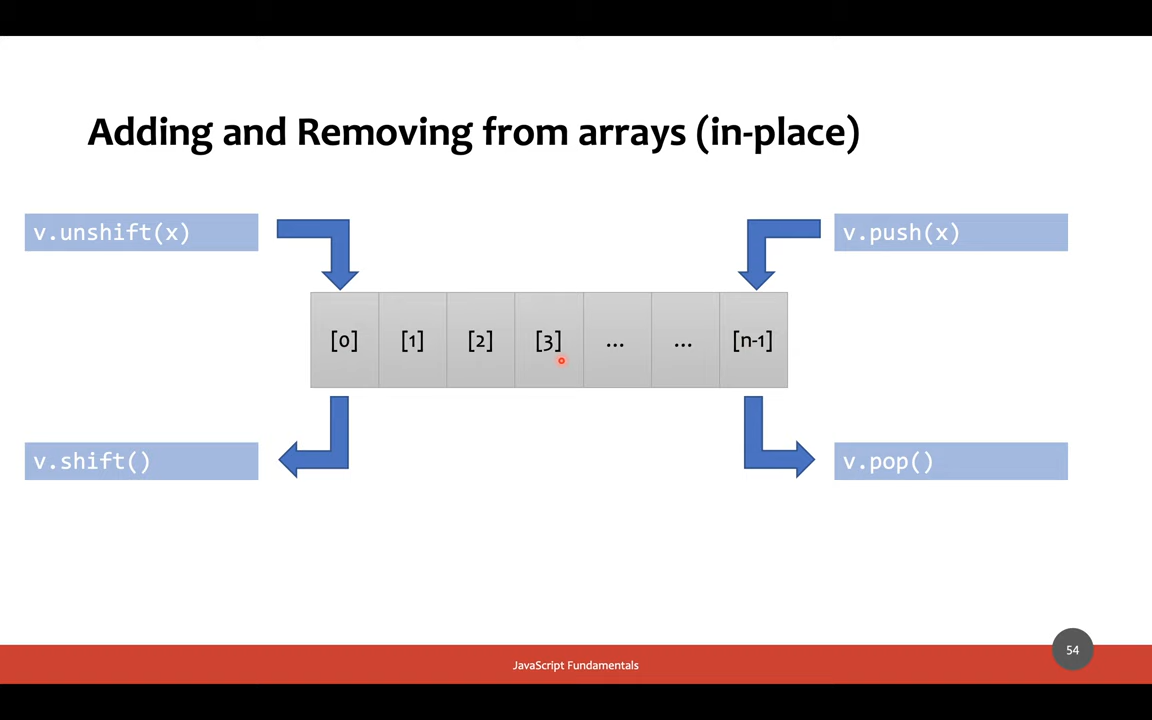 Adding and Removing from arrays (in-place)
v.unshift(x)
v.push(x)
[0] [1] [2] [3] ... ... [n-1]
v.shift()
v.pop()
54
JavaScript Fundamentals